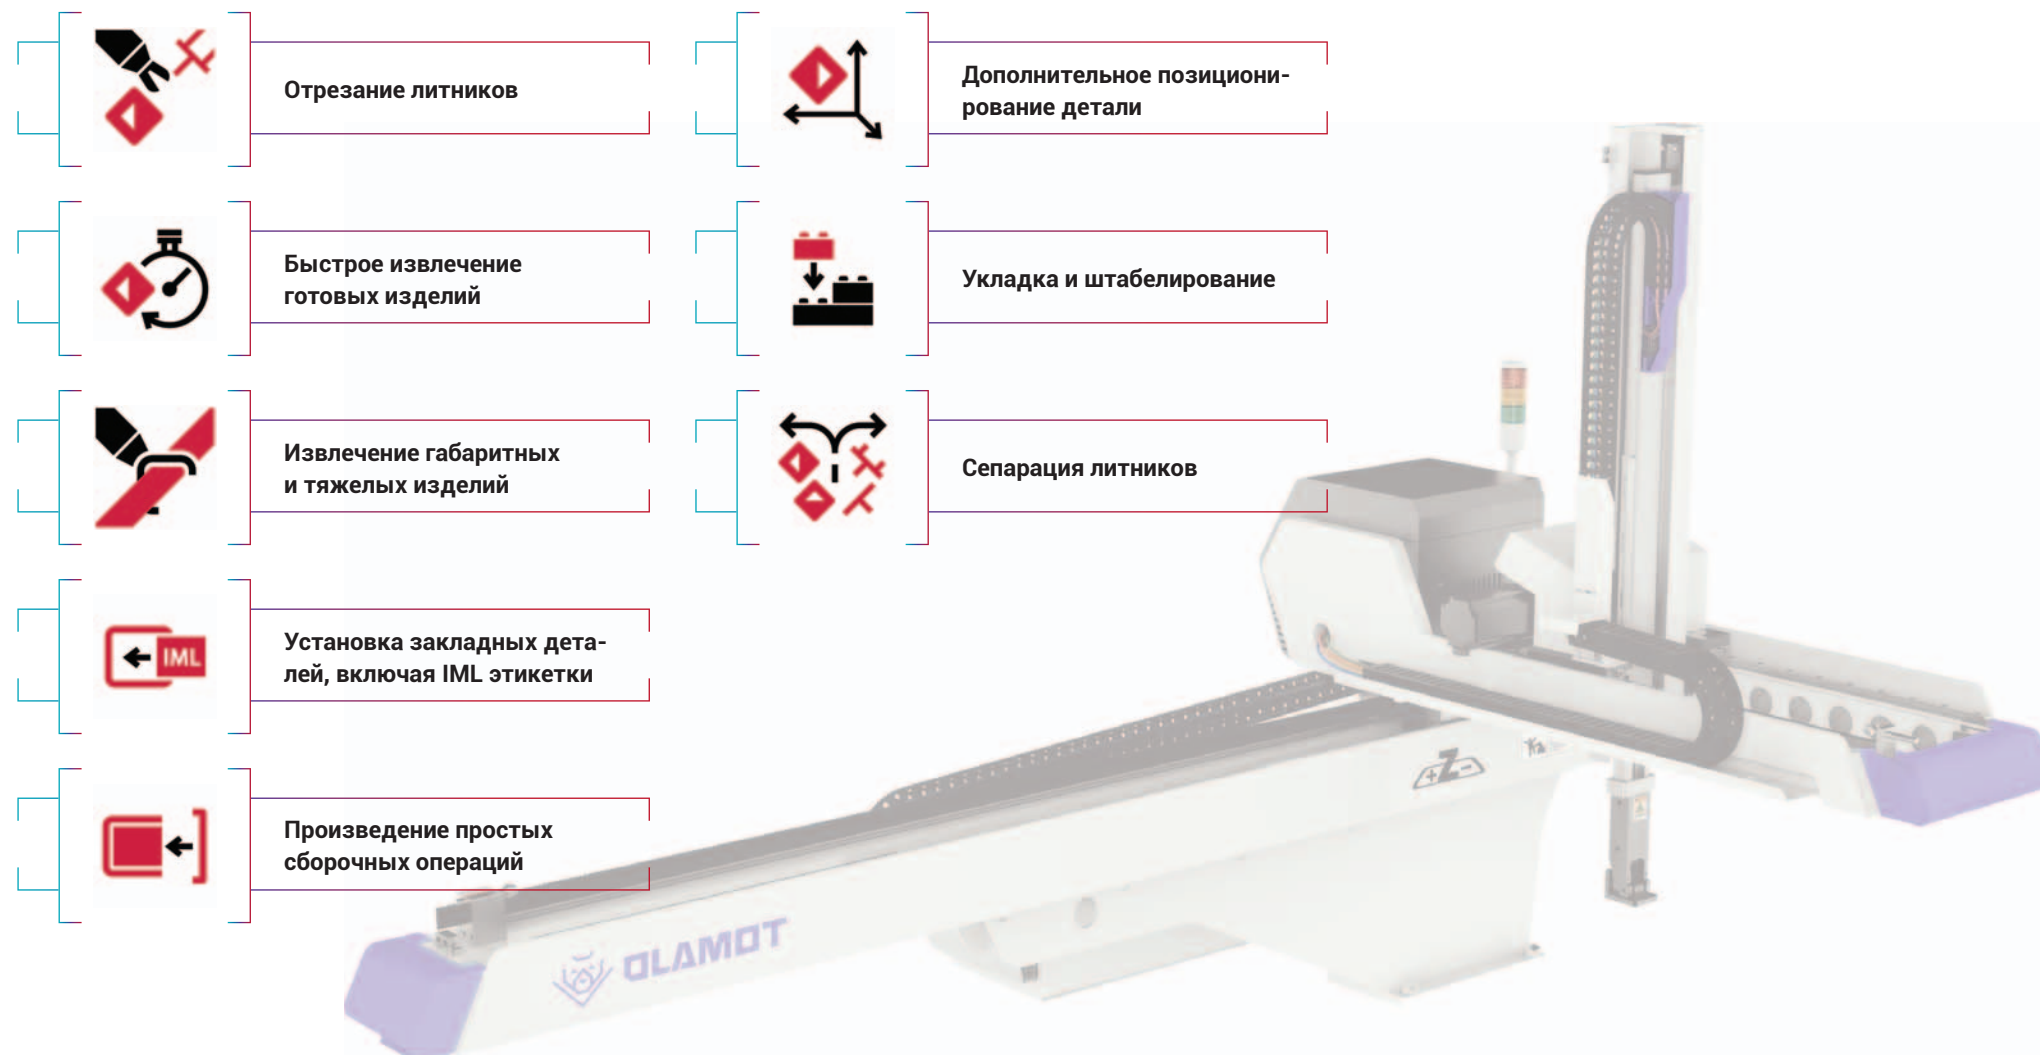 Отрезание литников
Быстрое извлечение
готовых изделий
Извлечение габаритных
и тяжелых изделий
IML
Установка закладных дета-
лей, включая IML этикетки
Произведение простых
сборочных операций
Дополнительное позициони-
рование детали
Укладка и штабелирование
Сепарация литников
+Z-
QLAMOT